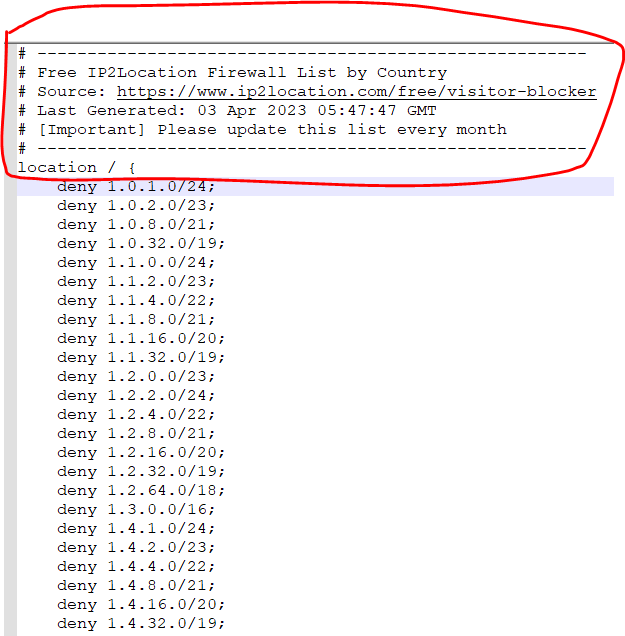 # -------------------------------------------------------
# Free IP2Location Firewall List by Country
# Source: https://www.ip2location.com/free/visitor-blocker
# Last Generated: 03 Apr 2023 05:47:47 GMT
# [Important] Please update this list every month
# -------------------------------------------------------
location / {
    deny 1.0.1.0/24;
    deny 1.0.2.0/23;
    deny 1.0.8.0/21;
    deny 1.0.32.0/19;
    deny 1.1.0.0/24;
    deny 1.1.2.0/23;
    deny 1.1.4.0/22;
    deny 1.1.8.0/21;
    deny 1.1.16.0/20;
    deny 1.1.32.0/19;
    deny 1.2.0.0/23;
    deny 1.2.2.0/24;
    deny 1.2.4.0/22;
    deny 1.2.8.0/21;
    deny 1.2.16.0/20;
    deny 1.2.32.0/19;
    deny 1.2.64.0/18;
    deny 1.3.0.0/16;
    deny 1.4.1.0/24;
    deny 1.4.2.0/23;
    deny 1.4.4.0/22;
    deny 1.4.8.0/21;
    deny 1.4.16.0/20;
    deny 1.4.32.0/19;